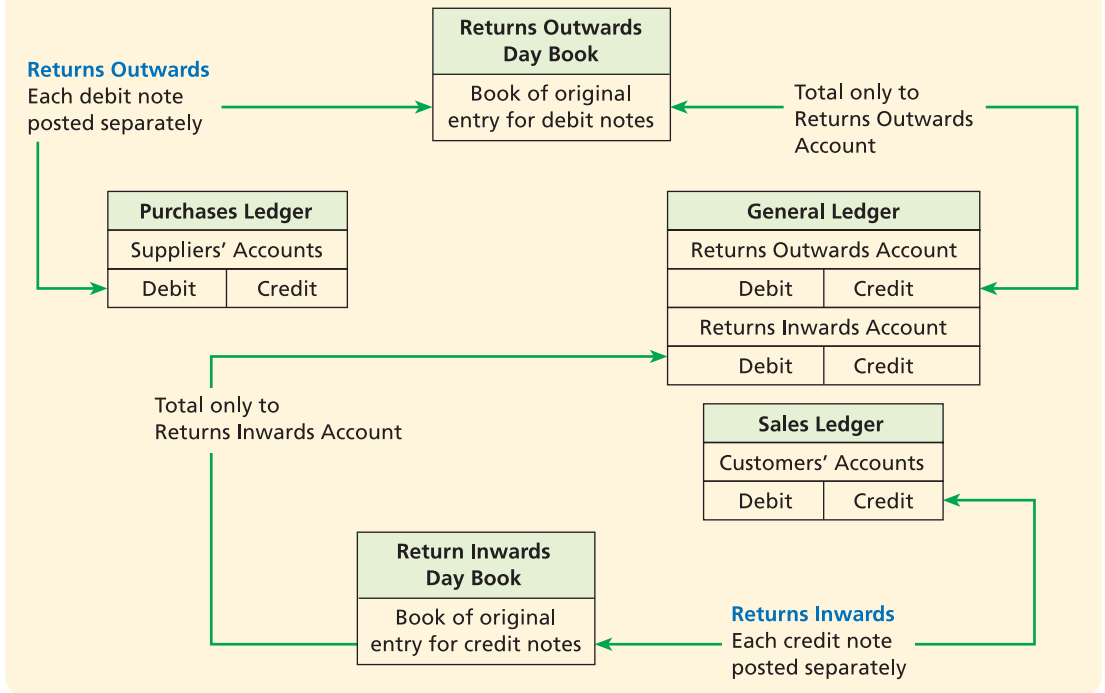 Returns Outwards
Day Book
Book of original
entry for debit notes
Returns Outwards
Each debit note
posted separately
Total only to
Returns Outwards
Account
Purchases Ledger
Suppliers’ Accounts
Debit
Credit
General Ledger
Returns Outwards Account
Debit
Credit
Returns Inwards Account
Debit
Credit
Total only to
Returns Inwards Account
Sales Ledger
Customers’ Accounts
Debit
Credit
Return Inwards
Day Book
Book of original
entry for credit notes
Returns Inwards
Each credit note
posted separately